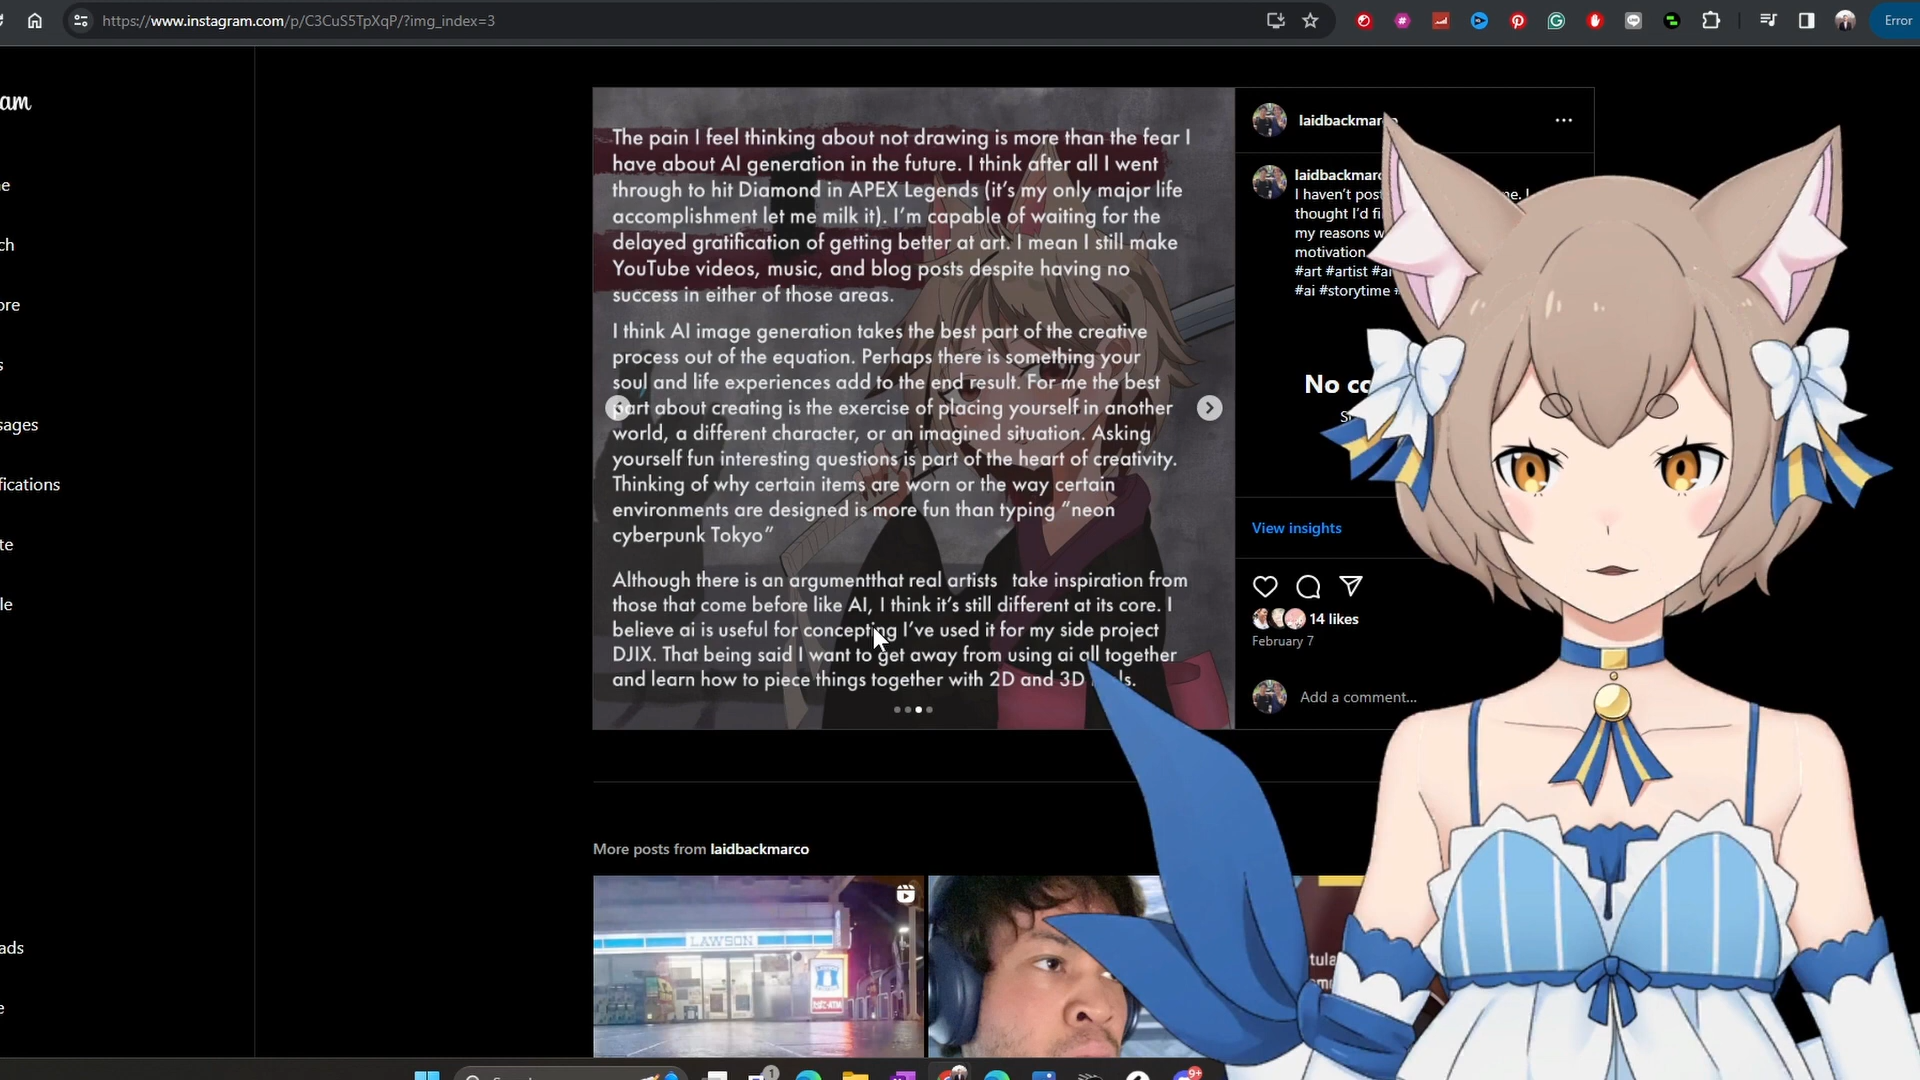 https://www.instagram.com/p/C3CuS5TpXqP/?img_index=3
Error
am
e
ch
ore
s
sages
fications
te
le
ads
e
The pain I feel thinking about not drawing is more than the fear I
have about AI generation in the future. I think after all I went
through to hit Diamond in APEX Legends (it's my only major life
accomplishment let me milk it). I'm capable of waiting for the
delayed gratification of getting better at art. I mean I still make
YouTube videos, music, and blog posts despite having no
success in either of those areas.
I think AI image generation takes the best part of the creative
process out of the equation. Perhaps there is something your
soul and life experiences add to the end result. For me the best
part about creating is the exercise of placing yourself in another
world, a different character, or an imagined situation. Asking
yourself fun interesting questions is part of the heart of creativity.
Thinking of why certain items are worn or the way certain
environments are designed is more fun than typing "neon
cyberpunk Tokyo"
Although there is an argumentthat real artists take inspiration from
those that come before like AI, I think it's still different at its core. I
believe ai is useful for concepting I've used it for my side project
DJIX. That being said I want to get away from using ai all together
and learn how to piece things together with 2D and 3D
laidbackmar
laidbackmarc
I haven't post
thought I'd fi
my reasons w
motivation.
#art #artist #ai
#ai #storytime #
No co
View insights
14 likes
February 7
Add a comment...
More posts from laidbackmarco
LAWSON
1
9+